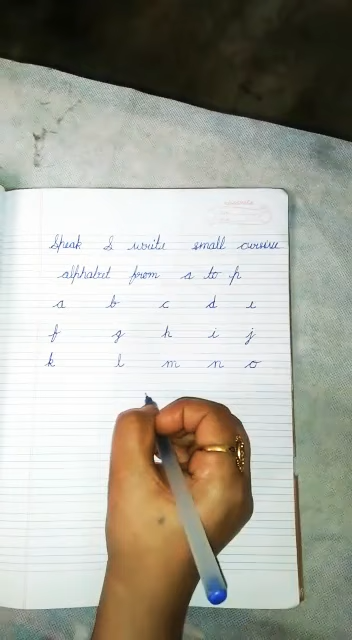 Speak & write small cursive
alphabet from a to p
a b c d e
f g h i j
k l m n o